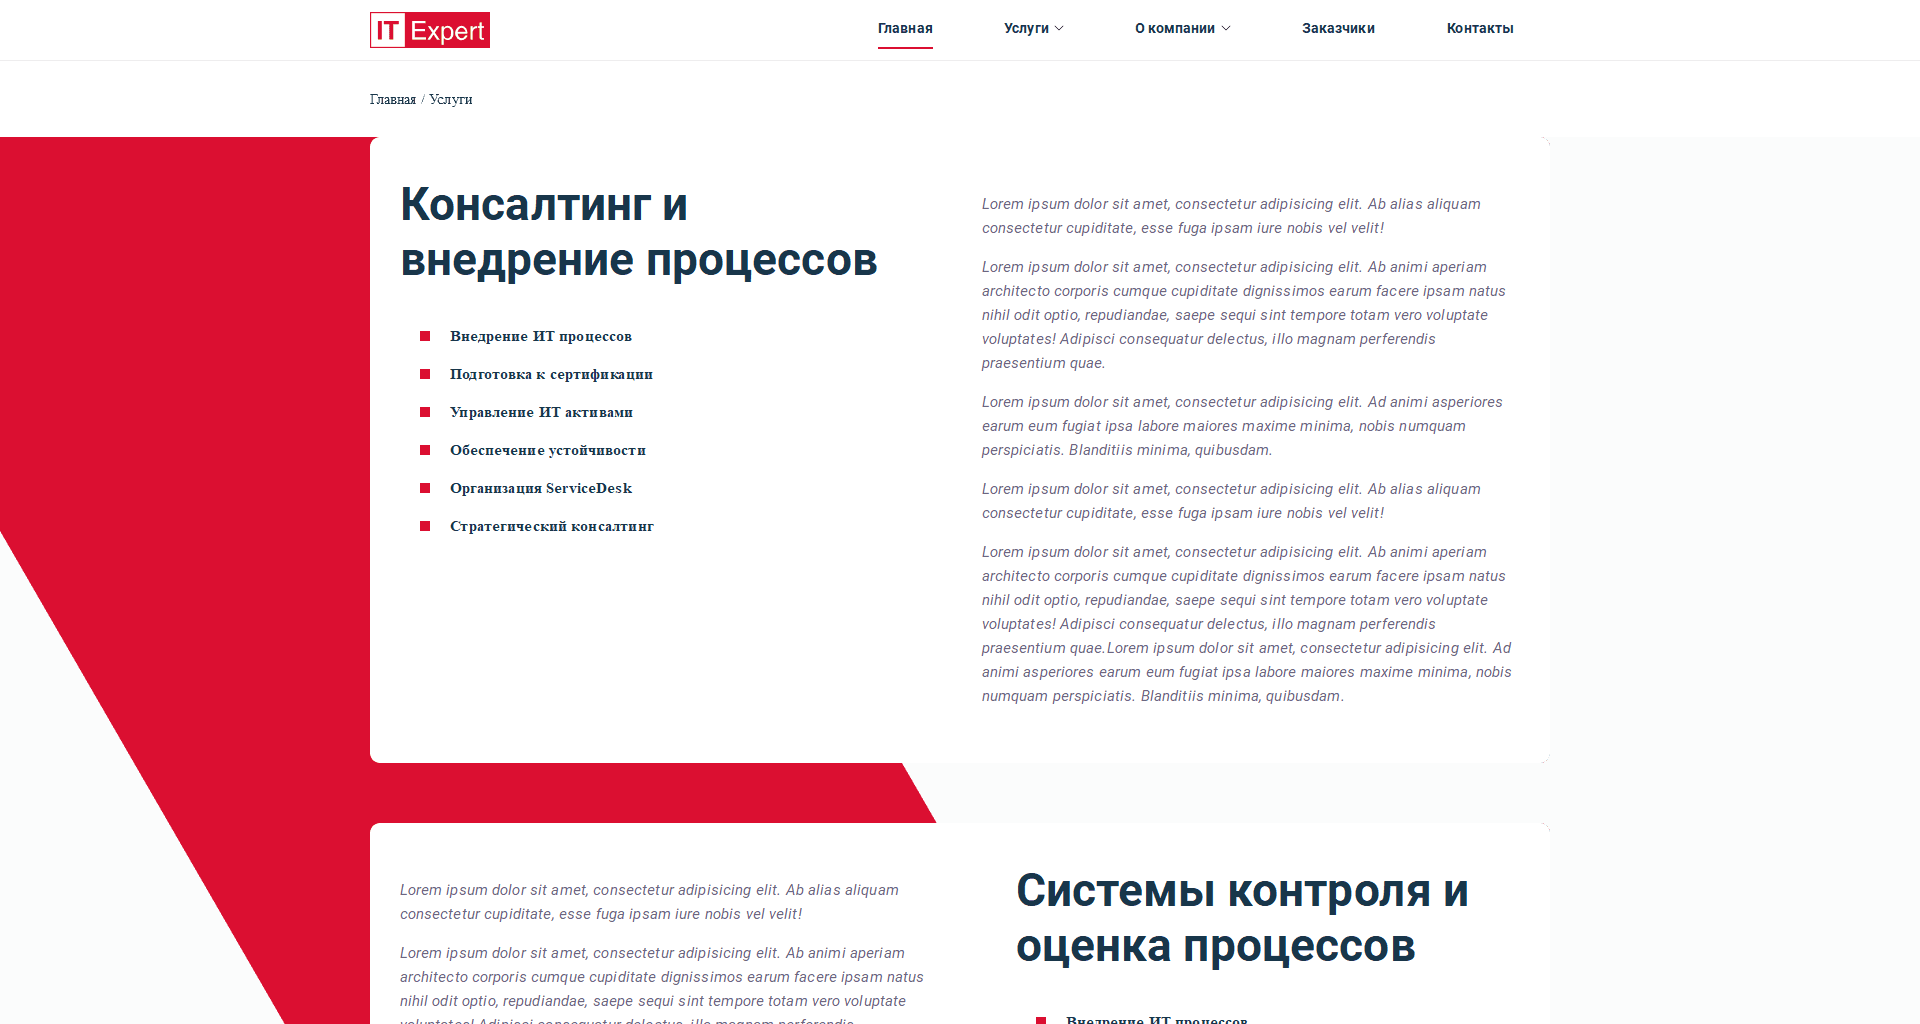 IT Expert
Главная Услуги О компании Заказчики Контакты
Главная / Услуги
Консалтинг и
внедрение процессов
Внедрение ИТ процессов
Подготовка к сертификации
Управление ИТ активами
Обеспечение устойчивости
Организация ServiceDesk
Стратегический консалтинг
Lorem ipsum dolor sit amet, consectetur adipisicing elit. Ab alias aliquam
consectetur cupiditate, esse fuga ipsam iure nobis vel velit!
Lorem ipsum dolor sit amet, consectetur adipisicing elit. Ab animi aperiam
architecto corporis cumque cupiditate dignissimos earum facere ipsam natus
nihil odit optio, repudiandae, saepe sequi sint tempore totam vero voluptate
voluptates! Adipisci consequatur delectus, illo magnam perferendis
praesentium quae.
Lorem ipsum dolor sit amet, consectetur adipisicing elit. Ad animi asperiores
earum eum fugiat ipsa labore maiores maxime minima, nobis numquam
perspiciatis. Blanditiis minima, quibusdam.
Lorem ipsum dolor sit amet, consectetur adipisicing elit. Ab alias aliquam
consectetur cupiditate, esse fuga ipsam iure nobis vel velit!
Lorem ipsum dolor sit amet, consectetur adipisicing elit. Ab animi aperiam
architecto corporis cumque cupiditate dignissimos earum facere ipsam natus
nihil odit optio, repudiandae, saepe sequi sint tempore totam vero voluptate
voluptates! Adipisci consequatur delectus, illo magnam perferendis
praesentium quae.Lorem ipsum dolor sit amet, consectetur adipisicing elit. Ad
animi asperiores earum eum fugiat ipsa labore maiores maxime minima, nobis
numquam perspiciatis. Blanditiis minima, quibusdam.
Lorem ipsum dolor sit amet, consectetur adipisicing elit. Ab alias aliquam
consectetur cupiditate, esse fuga ipsam iure nobis vel velit!
Lorem ipsum dolor sit amet, consectetur adipisicing elit. Ab animi aperiam
architecto corporis cumque cupiditate dignissimos earum facere ipsam natus
nihil odit optio, repudiandae, saepe sequi sint tempore totam vero voluptate
voluptates! Adipisci consequatur delectus, illo magnam perferendis
Системы контроля и
оценка процессов
Внедрение ИТ процессов